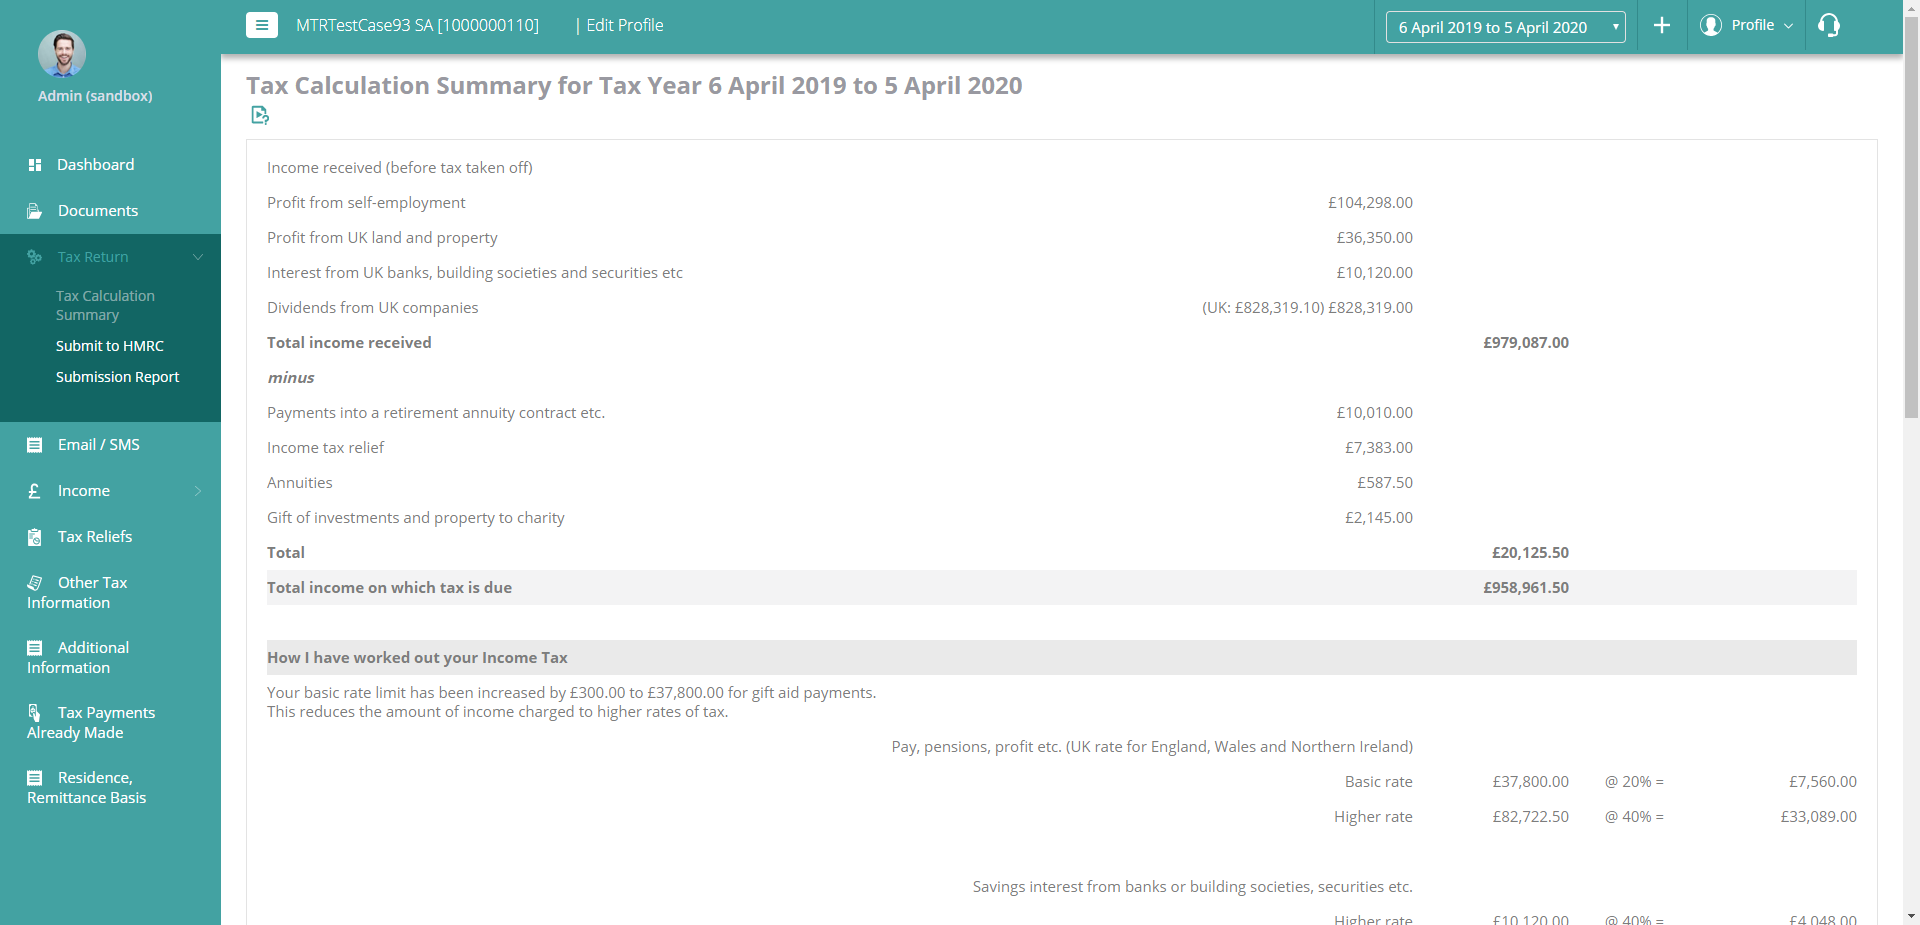 MTRTestCase93 SA [1000000110]
| Edit Profile
6 April 2019 to 5 April 2020
Profile
Admin (sandbox)
Dashboard
Documents
Tax Return
Tax Calculation
Summary
Submit to HMRC
Submission Report
Email / SMS
Income
Tax Reliefs
Other Tax
Information
Additional
Information
Tax Payments
Already Made
Residence,
Remittance Basis
Tax Calculation Summary for Tax Year 6 April 2019 to 5 April 2020
Income received (before tax taken off)
Profit from self-employment £104,298.00
Profit from UK land and property £36,350.00
Interest from UK banks, building societies and securities etc £10,120.00
Dividends from UK companies (UK: £828,319.10) £828,319.00
Total income received £979,087.00
minus
Payments into a retirement annuity contract etc. £10,010.00
Income tax relief £7,383.00
Annuities £587.50
Gift of investments and property to charity £2,145.00
Total £20,125.50
Total income on which tax is due £958,961.50
How I have worked out your Income Tax
Your basic rate limit has been increased by £300.00 to £37,800.00 for gift aid payments.
This reduces the amount of income charged to higher rates of tax.
Pay, pensions, profit etc. (UK rate for England, Wales and Northern Ireland)
Basic rate £37,800.00 @ 20% = £7,560.00
Higher rate £82,722.50 @ 40% = £33,089.00
Savings interest from banks or building societies, securities etc.
Higher rate £10,120.00 @ 40% = £4,048.00